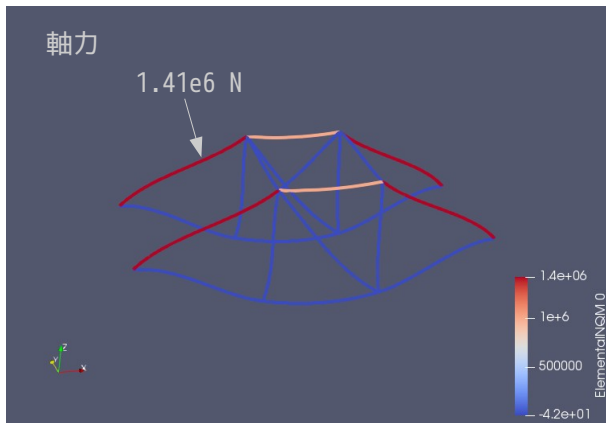 軸力
1.41e6 N
1.4e+06
1e+6
500000
-4.2e+01
ElementalNQM 0
Z
Y
X